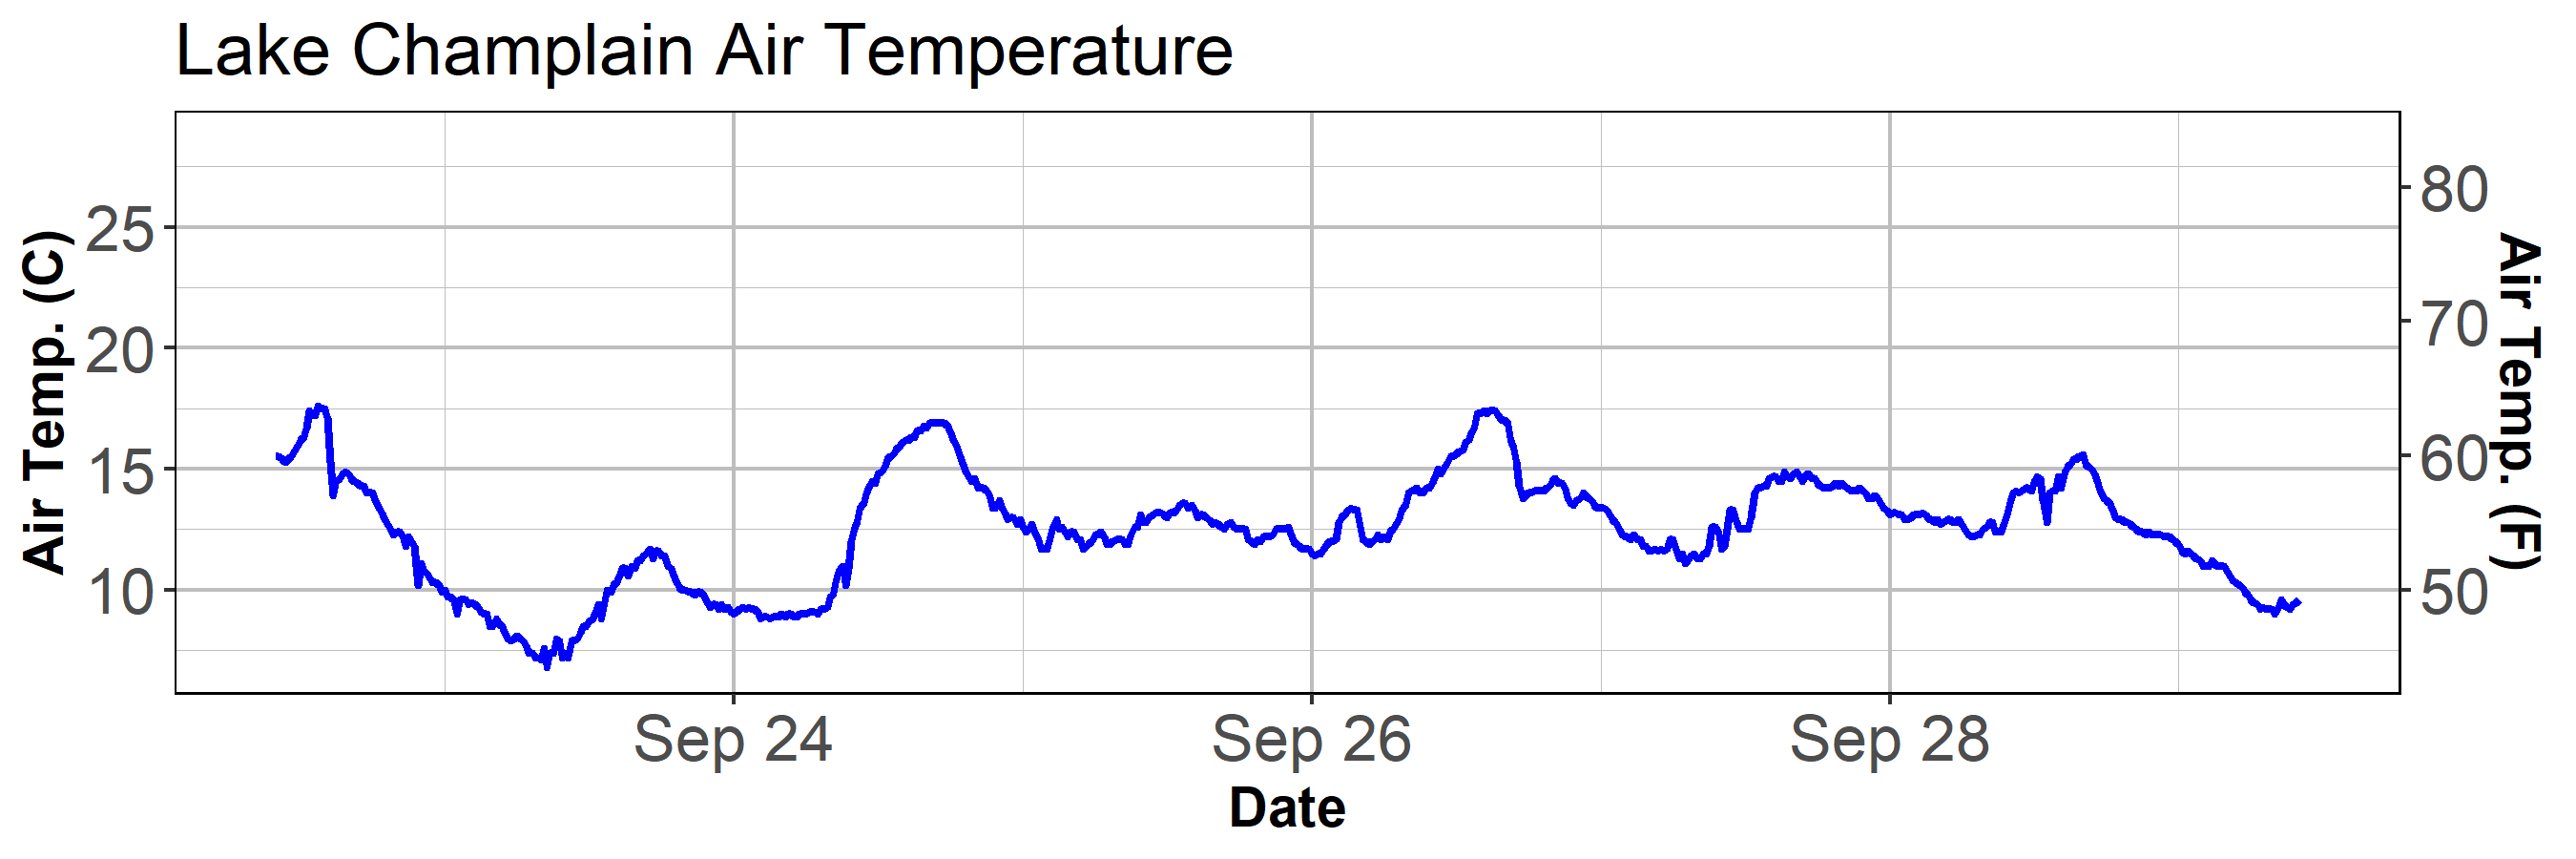 Lake Champlain Air Temperature
Air Temp. (C)
25
20
15
10
80
70
60
50
Air Temp. (F)
Sep 24
Sep 26
Sep 28
Date